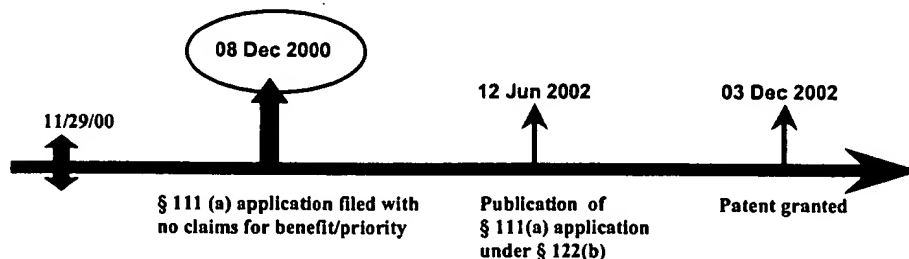 08 Dec 2000
12 Jun 2002
03 Dec 2002
11/29/00
§ 111 (a) application filed with
no claims for benefit/priority
Publication of
§ 111(a) application
under § 122(b)
Patent granted